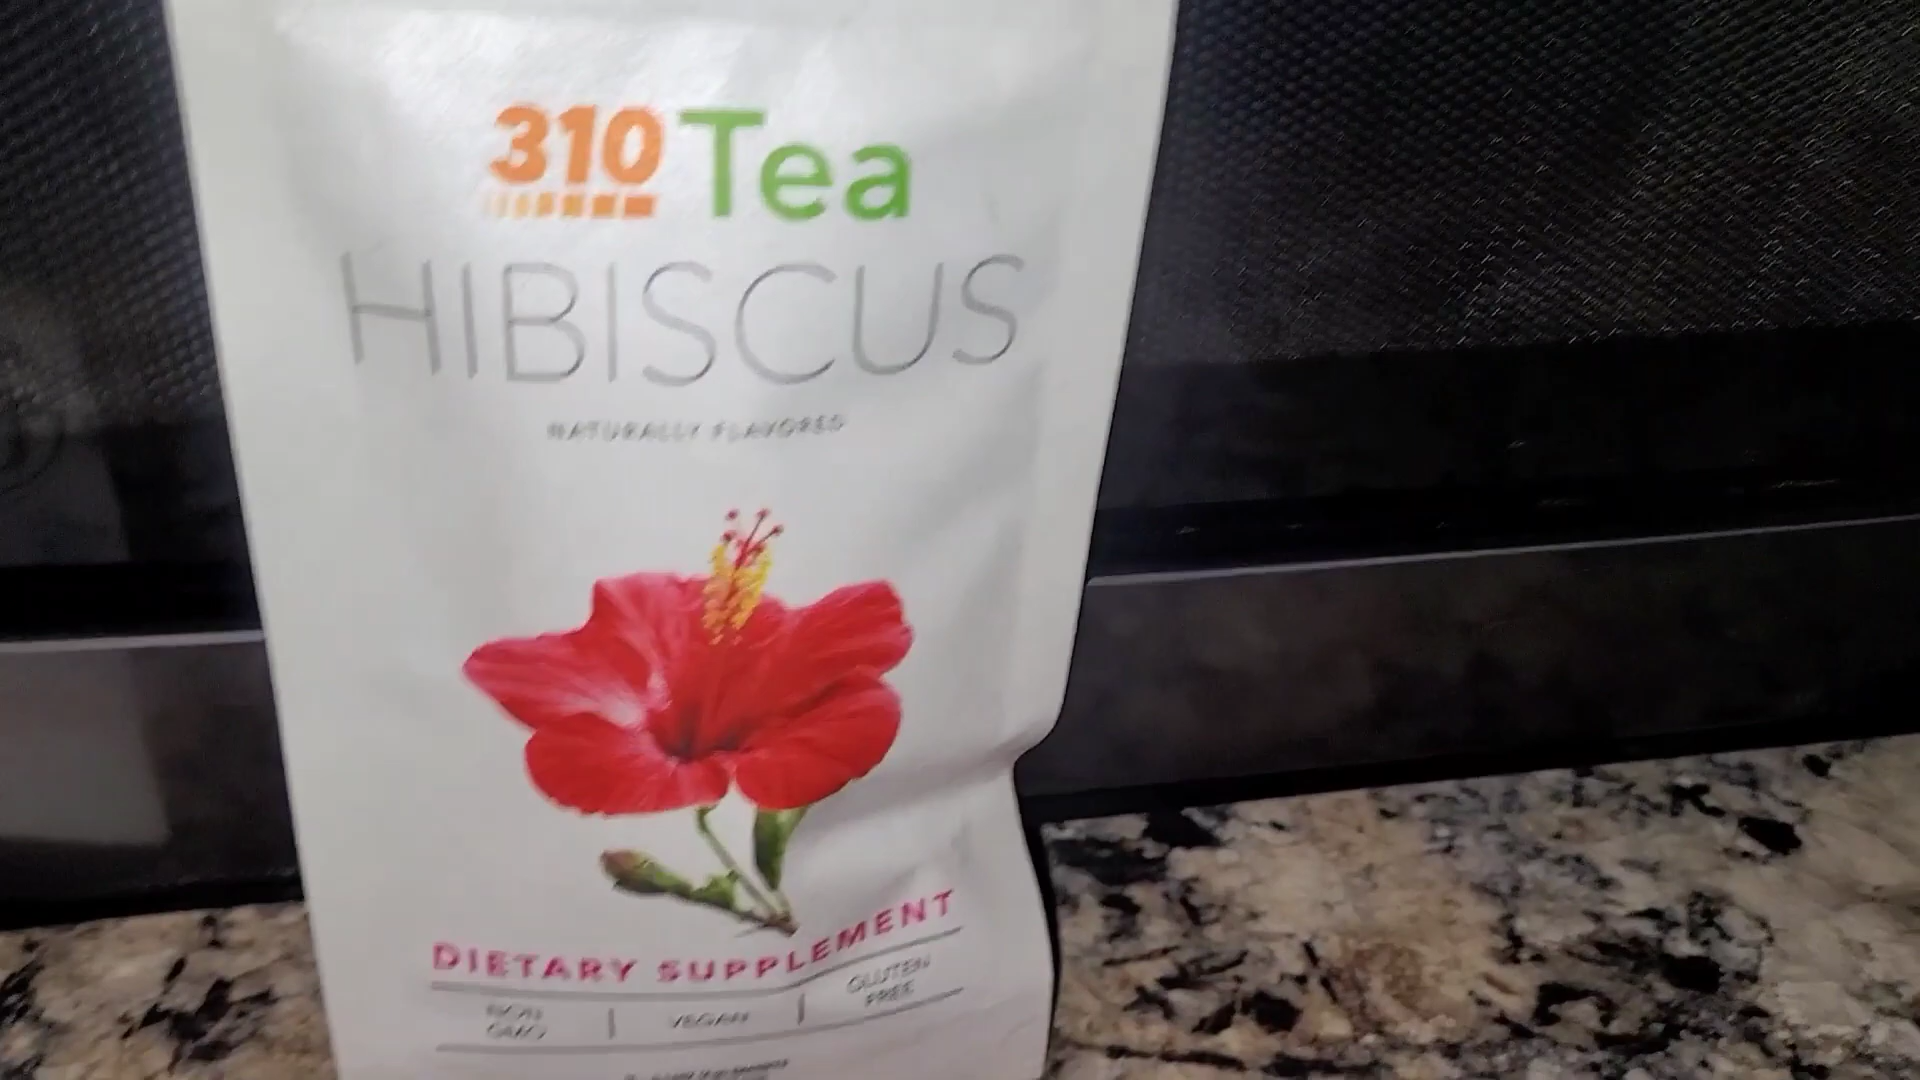 310 Tea
HIBISCUS
NATURALLY FLAVORED
DIETARY SUPPLEMENT
NON GMO | VEGAN | GLUTEN FREE